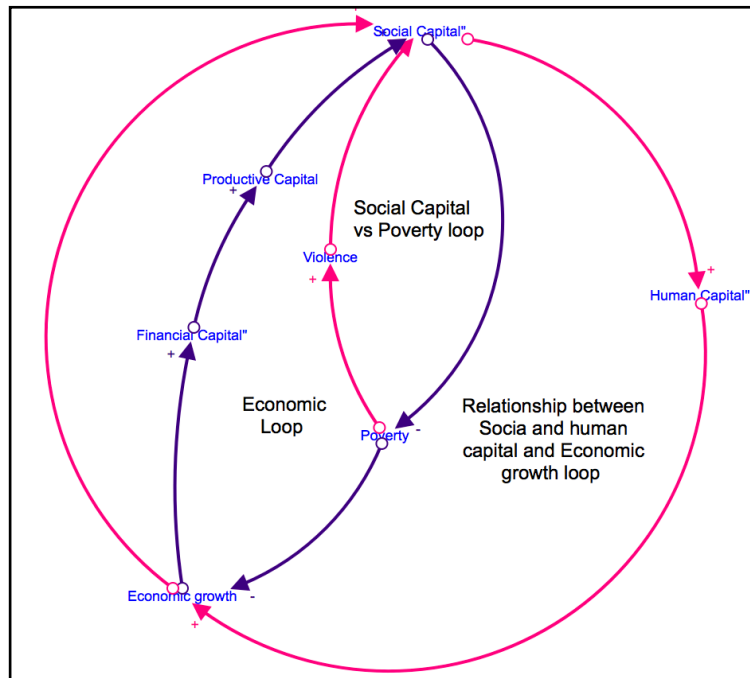 Social Capital"
+
Productive Capital
+
Social Capital
vs Poverty loop
Violence
+
+
Human Capital"
Financial Capital"
+
Economic
Loop
Relationship between
Socia and human
capital and Economic
growth loop
Poverty
-
Economic growth
-
+